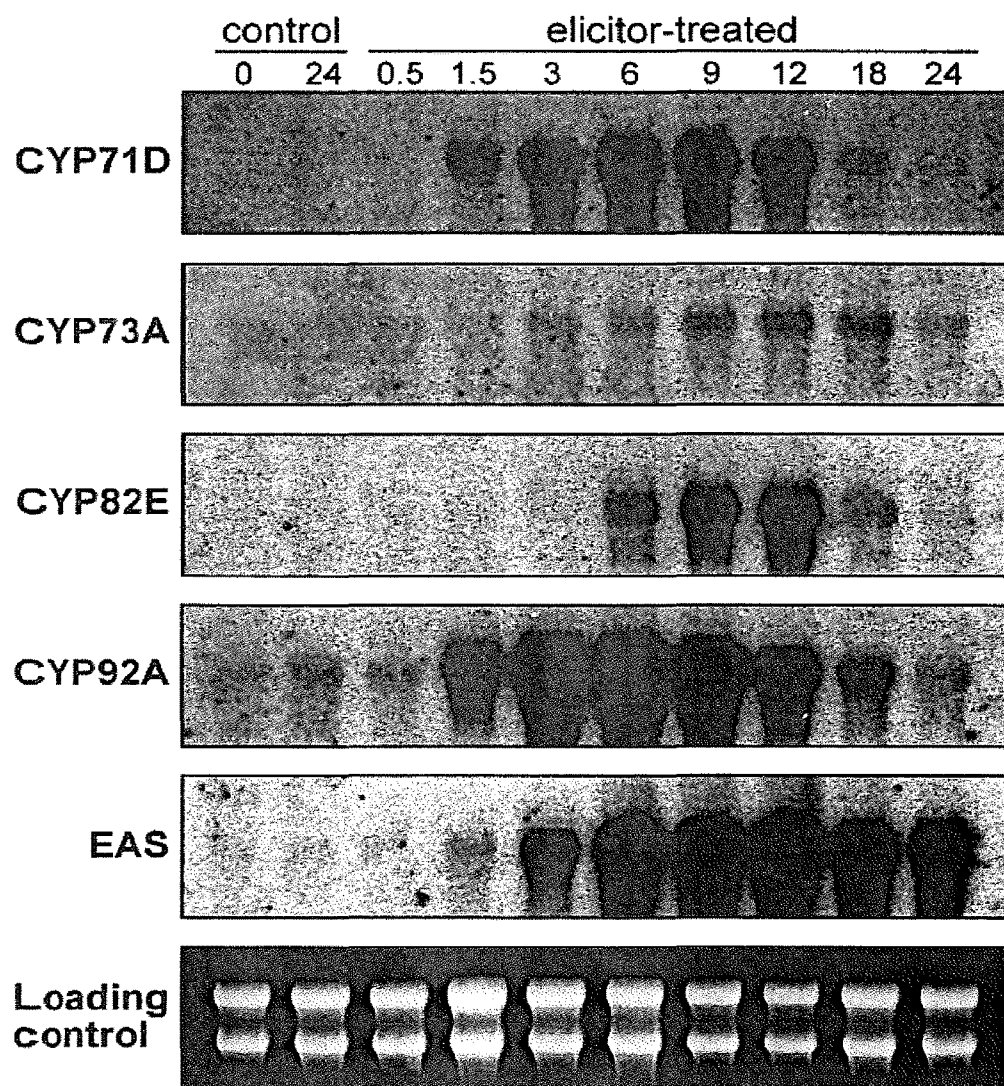 control elicitor-treated
0 24 0.5 1.5 3 6 9 12 18 24
CYP71D
CYP73A
CYP82E
CYP92A
EAS
Loading
control